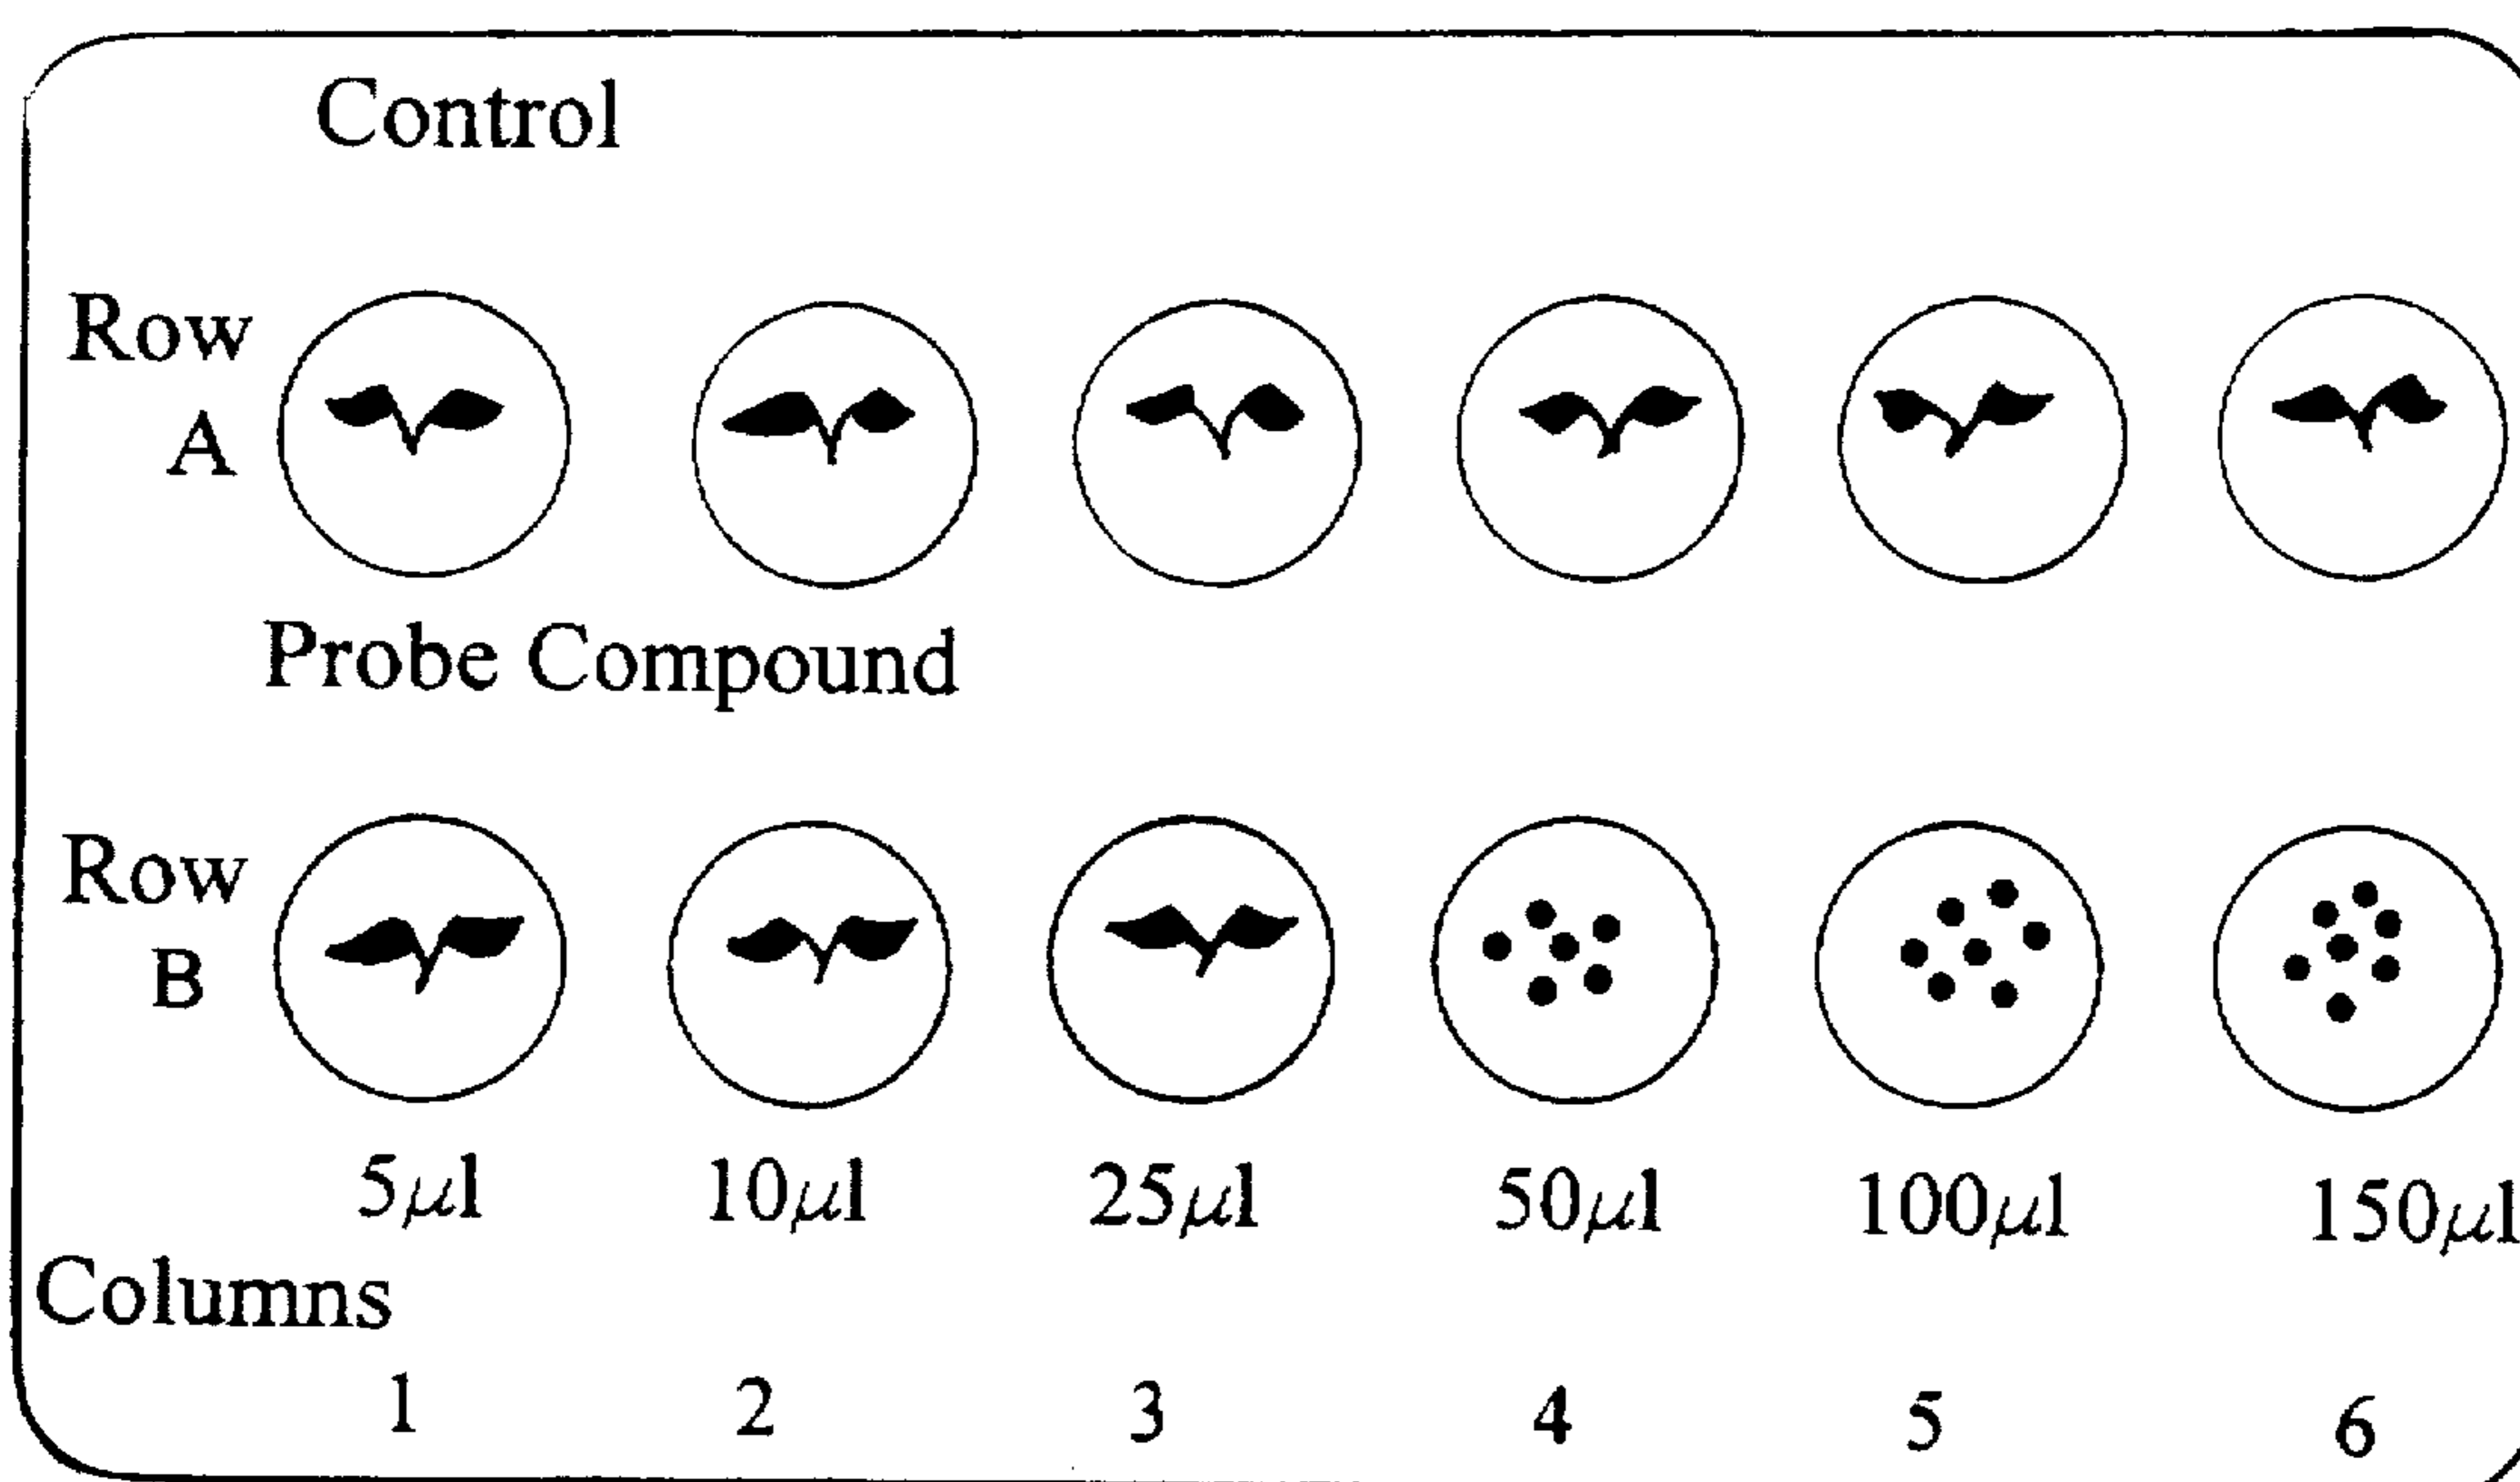 Control
Row
A
Probe Compound
Row
B
5μl 10μl 25μl 50μl 100μl 150μl
Columns
1 2 3 4 5 6